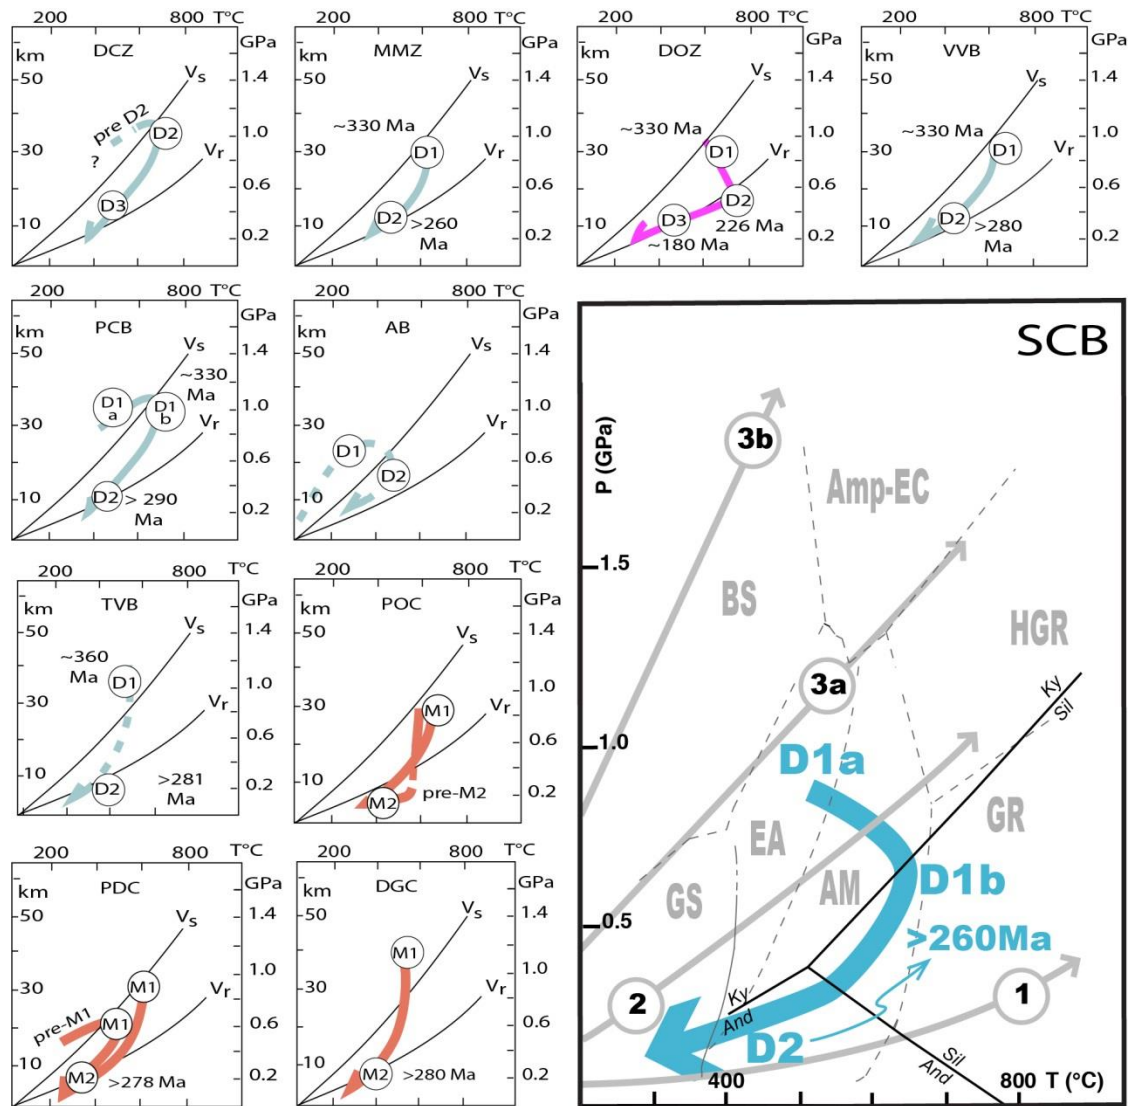 200 800 T°C
DCZ
GPa
km
50
Vs
1.4
pre D2
D2
1.0
?
30
Vr
0.6
D3
10
0.2
200 800 T°C
MMZ
GPa
km
50
Vs
1.4
~330 Ma
D1
1.0
30
Vr
0.6
D2
10
>260
Ma
0.2
200 800 T°C
DOZ
GPa
km
50
Vs
1.4
~330 Ma
D1
1.0
30
Vr
0.6
D2
D3
10
226 Ma
~180 Ma
0.2
200 800 T°C
VVB
GPa
km
50
Vs
1.4
~330 Ma
D1
1.0
30
Vr
0.6
D2
10
>280
Ma
0.2
200 800 T°C
PCB
GPa
km
50
Vs
1.4
~330
Ma
D1
a
D1
b
1.0
30
Vr
0.6
D2
10
> 290
Ma
0.2
200 800 T°C
AB
GPa
km
50
Vs
1.4
D1
1.0
30
Vr
D2
0.6
10
0.2
200 800 T°C
TVB
GPa
km
50
Vs
1.4
~360
Ma
D1
1.0
30
Vr
0.6
D2
10
>281
Ma
0.2
200 800 T°C
POC
GPa
km
50
Vs
1.4
M1
1.0
30
Vr
0.6
M2
pre-M2
10
0.2
200 800 T°C
PDC
GPa
km
50
Vs
1.4
M1
1.0
30
Vr
pre-M1
M1
0.6
M2
10
>278 Ma
0.2
200 800 T°C
DGC
GPa
km
50
Vs
1.4
M1
1.0
30
Vr
0.6
M2
10
>280 Ma
0.2
SCB
P (GPa)
3b
Amp-EC
1.5
BS
HGR
3a
Ky
Sil
1.0
D1a
EA
GR
GS
AM
D1b
0.5
>260Ma
2
Ky
And
1
D2
Sil
And
400
800 T (°C)